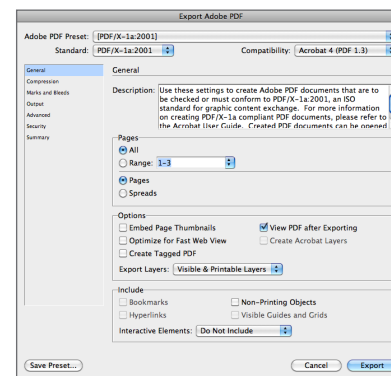 Export Adobe PDF
Adobe PDF Preset: [PDF/X-1a:2001]
Standard: PDF/X-1a:2001 Compatibility: Acrobat 4 (PDF 1.3)
General
Compression
Marks and Bleeds
Output
Advanced
Security
Summary
General
Description: Use these settings to create Adobe PDF documents that are to
be checked or must conform to PDF/X-1a:2001, an ISO
standard for graphic content exchange. For more information
on creating PDF/X-1a compliant PDF documents, please refer to
the Acrobat User Guide. Created PDF documents can be opened
Pages
All
Range: 1-3
Pages
Spreads
Options
Embed Page Thumbnails View PDF after Exporting
Optimize for Fast Web View Create Acrobat Layers
Create Tagged PDF
Export Layers: Visible & Printable Layers
Include
Bookmarks Non-Printing Objects
Hyperlinks Visible Guides and Grids
Interactive Elements: Do Not Include
Save Preset... Cancel Export